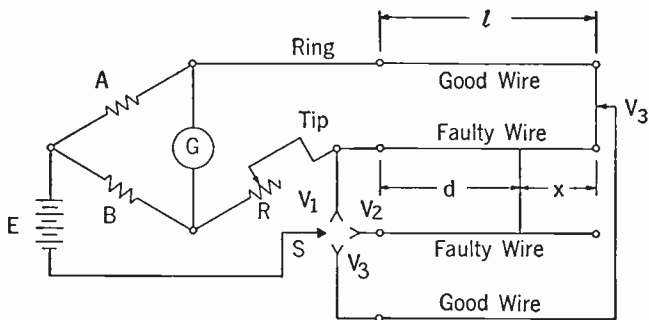 l
Ring
A
Good Wire
V3
Tip
Faulty Wire
G
R
d
x
B
V1
V2
E
S
V3
Faulty Wire
Good Wire